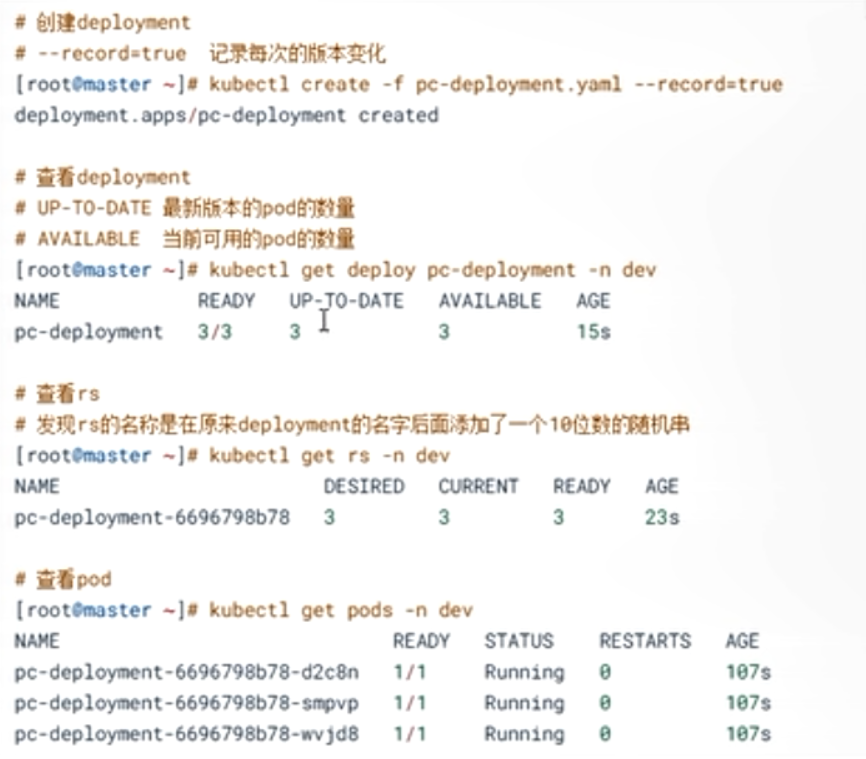 # 创建deployment
# --record=true  记录每次的版本变化
[root@master ~]# kubectl create -f pc-deployment.yaml --record=true
deployment.apps/pc-deployment created
# 查看deployment
# UP-TO-DATE 最新版本的pod的数量
# AVAILABLE  当前可用的pod的数量
[root@master ~]# kubectl get deploy pc-deployment -n dev
NAME            READY   UP-TO-DATE   AVAILABLE   AGE
pc-deployment   3/3     3            3           15s
# 查看rs
# 发现rs的名称是在原来deployment的名字后面添加了一个10位数的随机串
[root@master ~]# kubectl get rs -n dev
NAME                       DESIRED   CURRENT   READY   AGE
pc-deployment-6696798b78   3         3         3       23s
# 查看pod
[root@master ~]# kubectl get pods -n dev
NAME                             READY   STATUS    RESTARTS   AGE
pc-deployment-6696798b78-d2c8n   1/1     Running   0          107s
pc-deployment-6696798b78-smpvp   1/1     Running   0          107s
pc-deployment-6696798b78-wvjd8   1/1     Running   0          107s